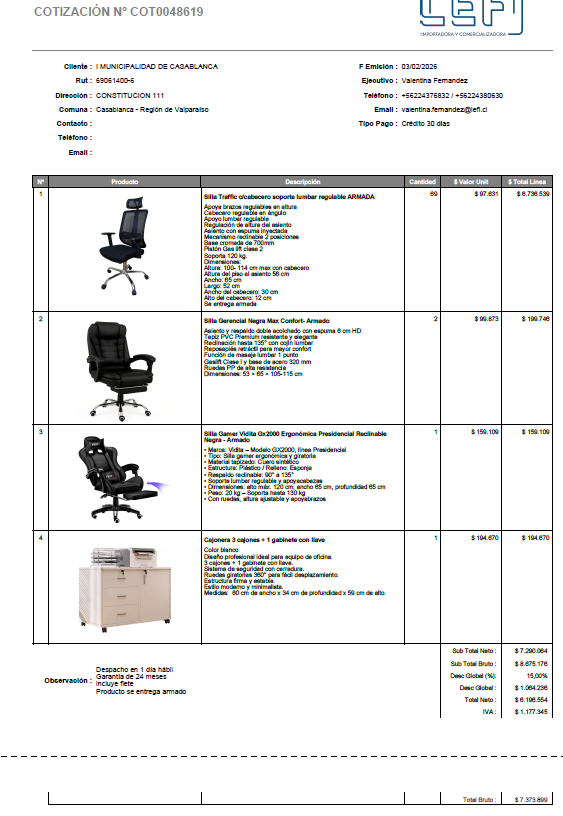 COTIZACIÓN Nº COT0048619
LEFI
IMPORTADORA Y COMERCIALIZADORA
Cliente : I MUNICIPALIDAD DE CASABLANCA
Rut : 69061400-6
Dirección : CONSTITUCION 111
Comuna : Casablanca - Región de Valparaíso
Contacto :
Teléfono :
Email :
F Emisión : 03/02/2026
Ejecutivo : Valentina Fernandez
Teléfono : +56224376832 / +56224380630
Email : valentina.fernandez@lefi.cl
Tipo Pago : Crédito 30 dias
Nº Producto Descripción Cantidad $ Valor Unit $ Total Línea
1 Silla Traffic c/cabecero soporte lumbar regulable ARMADA 69 $ 97.631 $ 6.736.539
Apoya brazos regulables en altura
Cabecero regulable en ángulo
Apoyo lumbar regulable
Regulación de altura del asiento
Asiento con espuma inyectada
Mecanismo reclinable 2 posiciones
Base cromada de 700mm
Pistón Gas lift clase 2
Soporta 120 kg.
Dimensiones:
Altura: 100- 114 cm max con cabecero
Altura del piso al asiento 56 cm
Ancho: 65 cm
Largo: 52 cm
Ancho del cabecero: 30 cm
Alto del cabecero: 12 cm
Se entrega armada
2 Silla Gerencial Negra Max Confort- Armado 2 $ 99.873 $ 199.746
Asiento y respaldo doble acolchado con espuma 6 cm HD
Tapiz PVC Premium resistente y elegante
Reclinación hasta 135° con cojín lumbar
Reposapiés retráctil para mayor confort
Función de masaje lumbar 1 punto
Gaslift Clase I y base de acero 320 mm
Ruedas PP de alta resistencia
Dimensiones: 53 × 65 × 105-115 cm
3 Silla Gamer Vidita Gx2000 Ergonómica Presidencial Reclinable 1 $ 159.109 $ 159.109
Negra - Armado
• Marca: Vidita – Modelo GX2000, línea Presidencial
• Tipo: Silla gamer ergonómica y giratoria
• Material tapizado: Cuero sintético
• Estructura: Plástico / Relleno: Esponja
• Respaldo reclinable: 90° a 135°
• Soporte lumbar regulable y apoyacabezas
• Dimensiones: alto máx. 120 cm, ancho 65 cm, profundidad 65 cm
• Peso: 20 kg – Soporta hasta 130 kg
• Con ruedas, altura ajustable y apoyabrazos
4 Cajonera 3 cajones + 1 gabinete con llave 1 $ 194.670 $ 194.670
Color blanco
Diseño profesional ideal para equipo de oficina.
3 cajones + 1 gabinete con llave.
Sistema de seguridad con cerradura.
Ruedas giratorias 360° para fácil desplazamiento.
Estructura firme y estable.
Estilo moderno y minimalista.
Medidas: 60 cm de ancho x 34 cm de profundidad x 59 cm de alto.
Observación :
Despacho en 1 día hábil
Garantía de 24 meses
Incluye flete
Producto se entrega armado
Sub Total Neto : $ 7.290.064
Sub Total Bruto : $ 8.675.176
Desc Global (%): 15,00%
Desc Global : $ 1.064.236
Total Neto : $ 6.196.554
IVA : $ 1.177.345
Total Bruto : $ 7.373.899